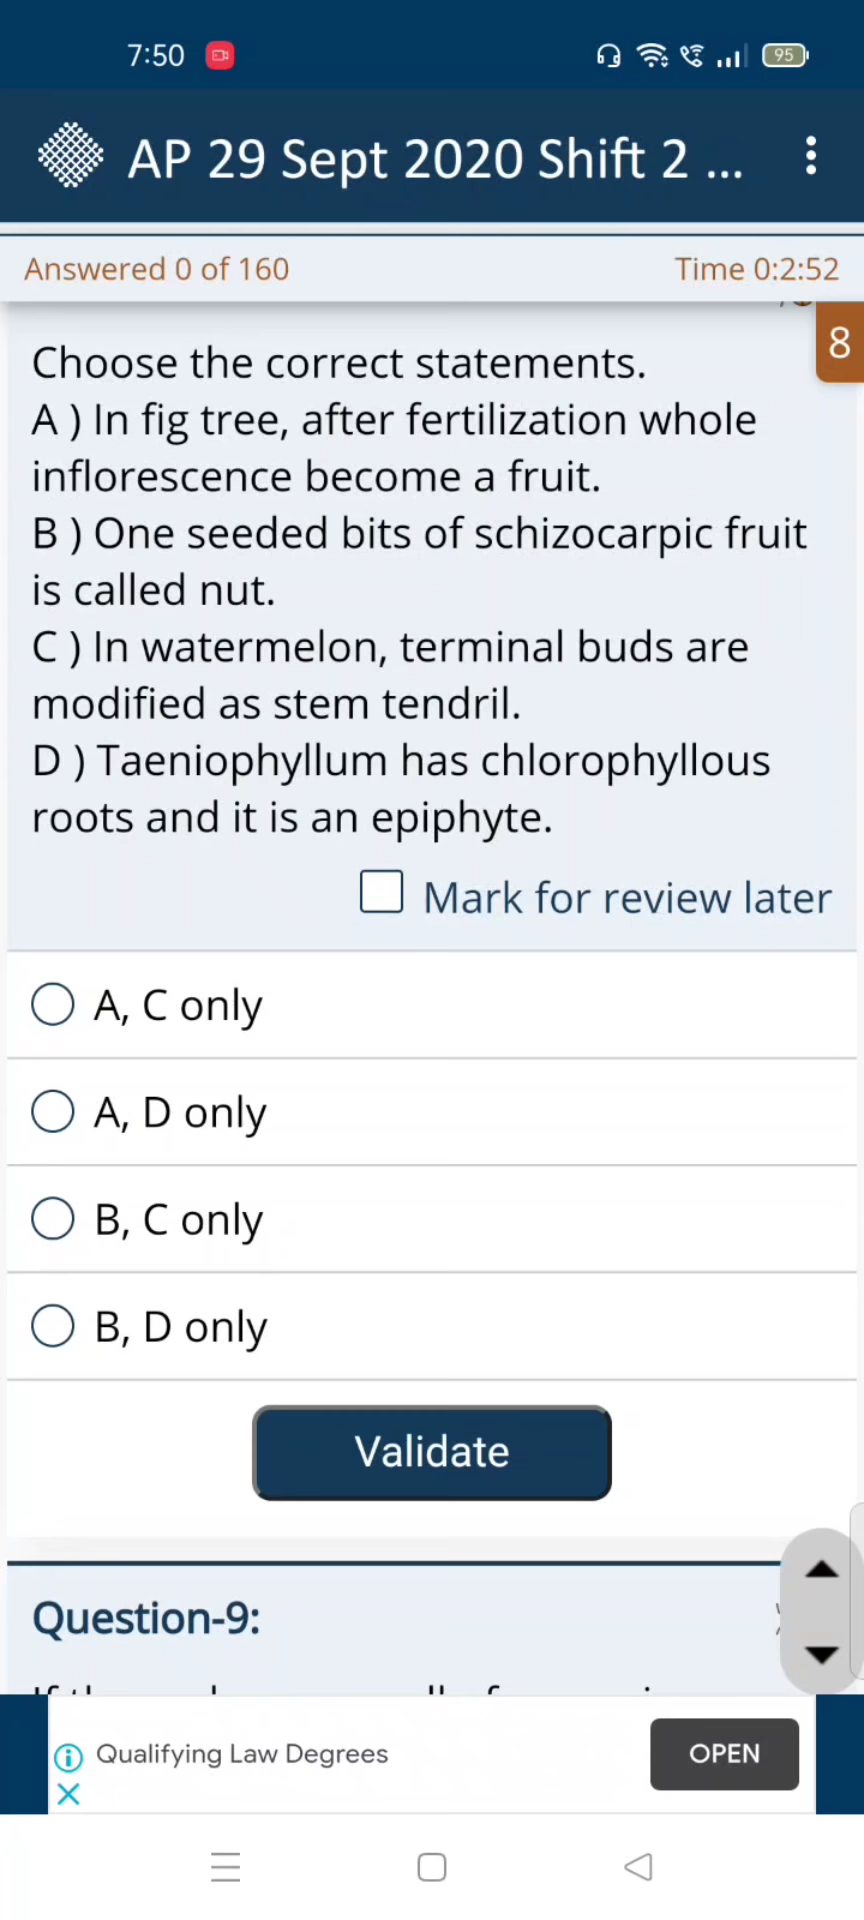 7:50
95
AP 29 Sept 2020 Shift 2 ...
Answered 0 of 160
Time 0:2:52
8
Choose the correct statements.
A ) In fig tree, after fertilization whole
inflorescence become a fruit.
B ) One seeded bits of schizocarpic fruit
is called nut.
C ) In watermelon, terminal buds are
modified as stem tendril.
D ) Taeniophyllum has chlorophyllous
roots and it is an epiphyte.
Mark for review later
A, C only
A, D only
B, C only
B, D only
Validate
Question-9:
Qualifying Law Degrees
OPEN